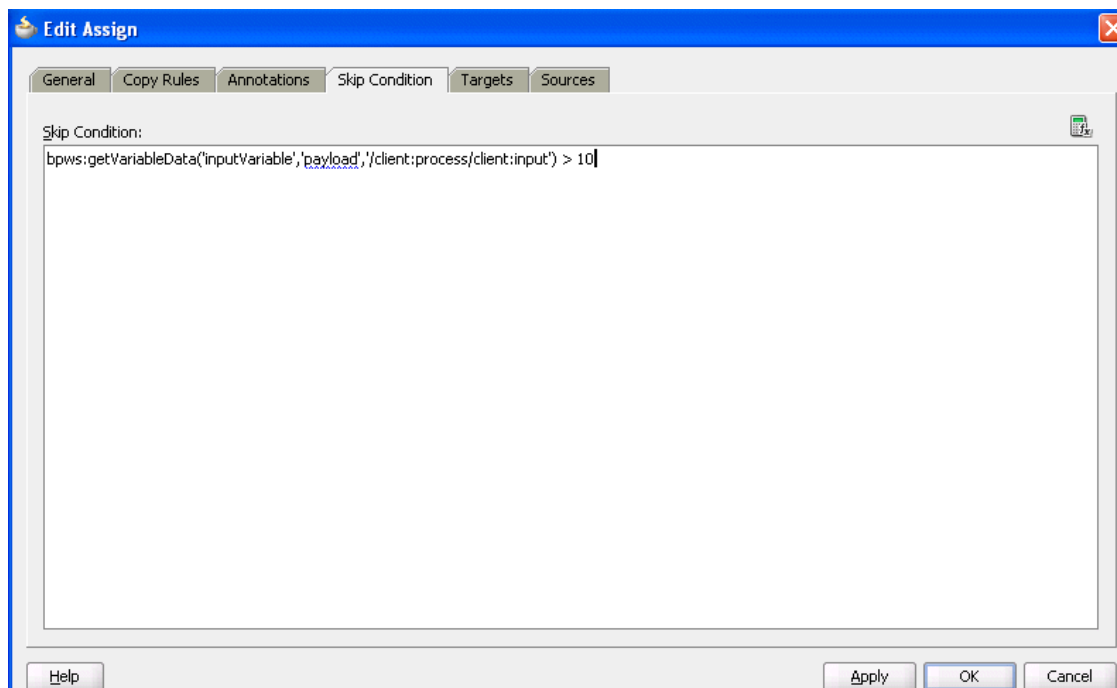 Edit Assign
General Copy Rules Annotations Skip Condition Targets Sources
Skip Condition:
bpws:getVariableData('inputVariable','payload','/client:process/client:input') > 10
Help Apply OK Cancel